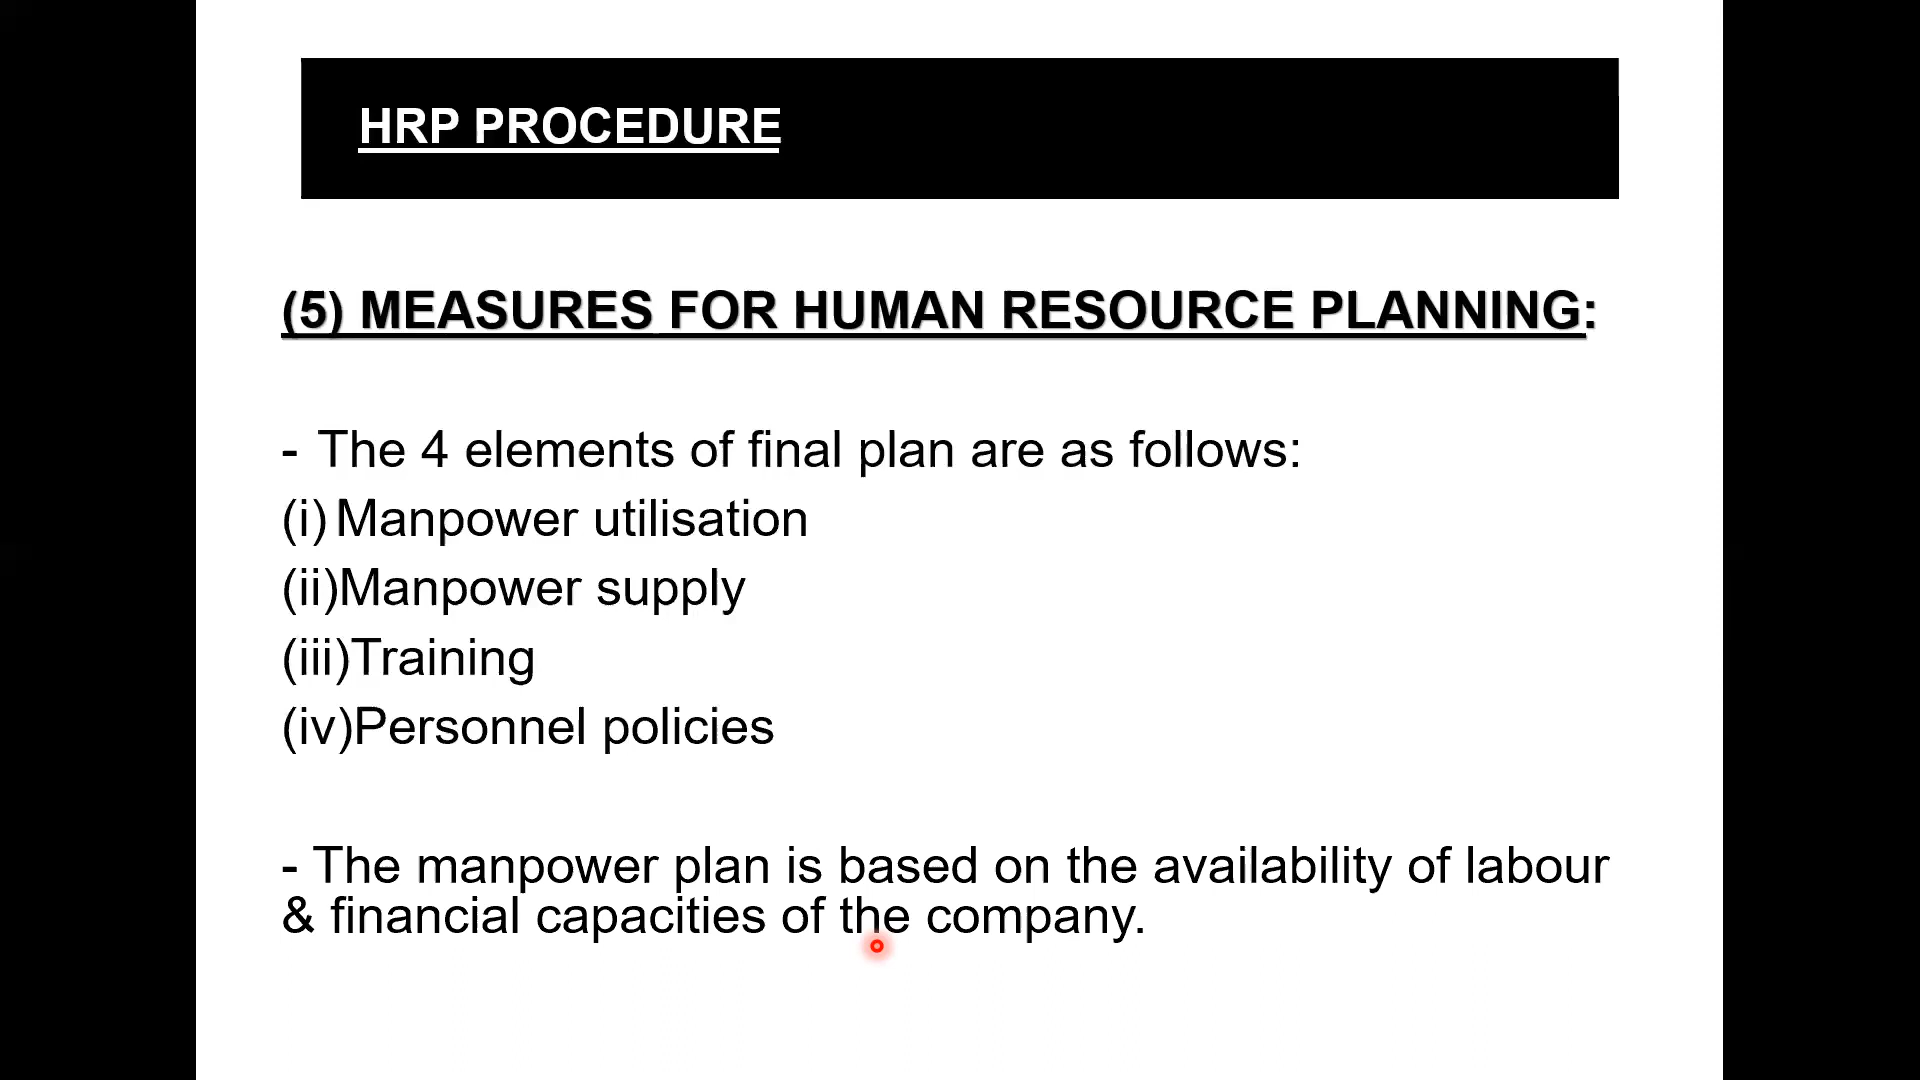 HRP PROCEDURE
(5) MEASURES FOR HUMAN RESOURCE PLANNING:
- The 4 elements of final plan are as follows:
(i) Manpower utilisation
(ii)Manpower supply
(iii)Training
(iv)Personnel policies
- The manpower plan is based on the availability of labour
& financial capacities of the company.